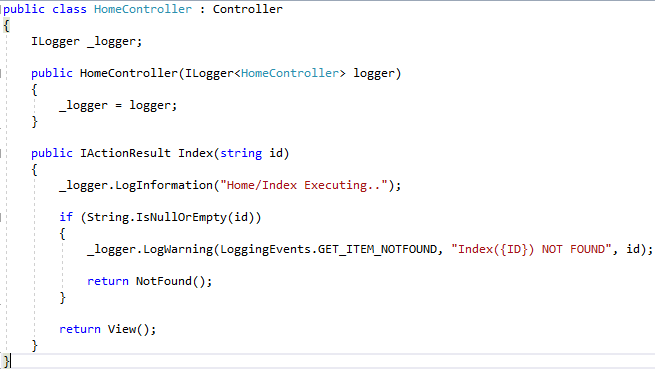 public class HomeController : Controller
{
ILogger _logger;
public HomeController(ILogger<HomeController> logger)
{
_logger = logger;
}
public IActionResult Index(string id)
{
_logger.LogInformation("Home/Index Executing..");
if (String.IsNullOrEmpty(id))
{
_logger.LogWarning(LoggingEvents.GET_ITEM_NOTFOUND, "Index({ID}) NOT FOUND", id);
return NotFound();
}
return View();
}
}